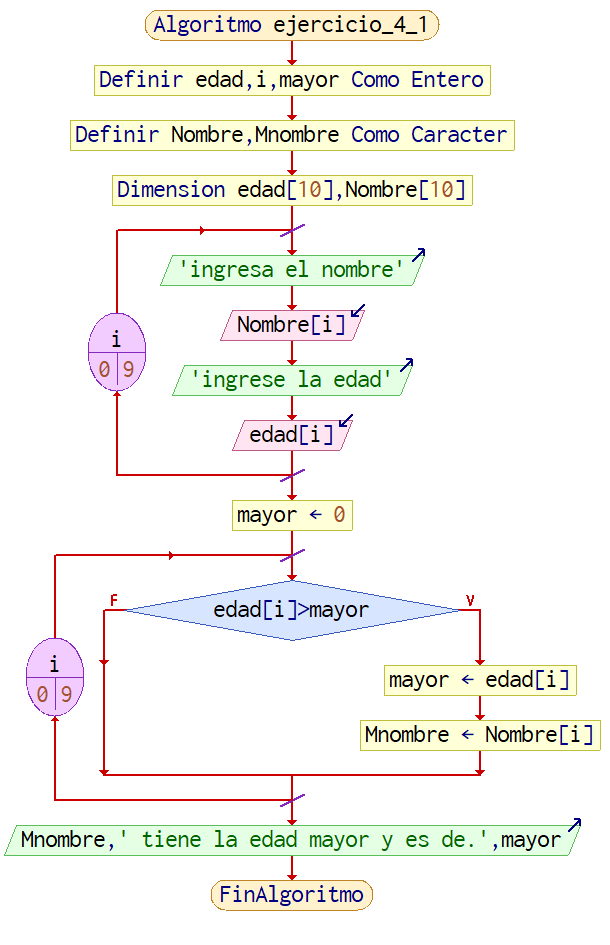 Algoritmo ejercicio_4_1
Definir edad,i,mayor Como Entero
Definir Nombre,Mnombre Como Caracter
Dimension edad[10],Nombre[10]
'ingresa el nombre'
Nombre[i]
i
0 9
'ingrese la edad'
edad[i]
mayor ← 0
F
V
edad[i]>mayor
i
0 9
mayor ← edad[i]
Mnombre ← Nombre[i]
Mnombre,' tiene la edad mayor y es de.',mayor
FinAlgoritmo